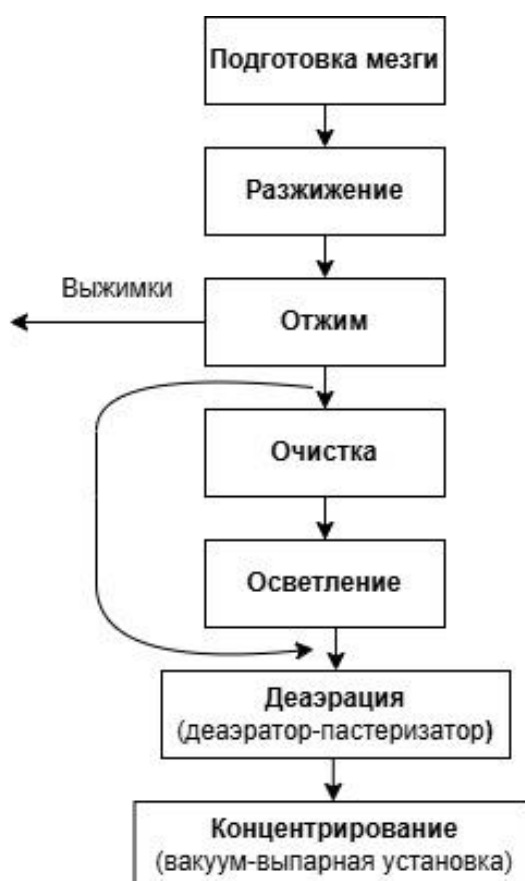 Подготовка мезги
Разжижение
Выжимки
Отжим
Очистка
Осветление
Деаэрация
(деаэратор-пастеризатор)
Концентрирование
(вакуум-выпарная установка)